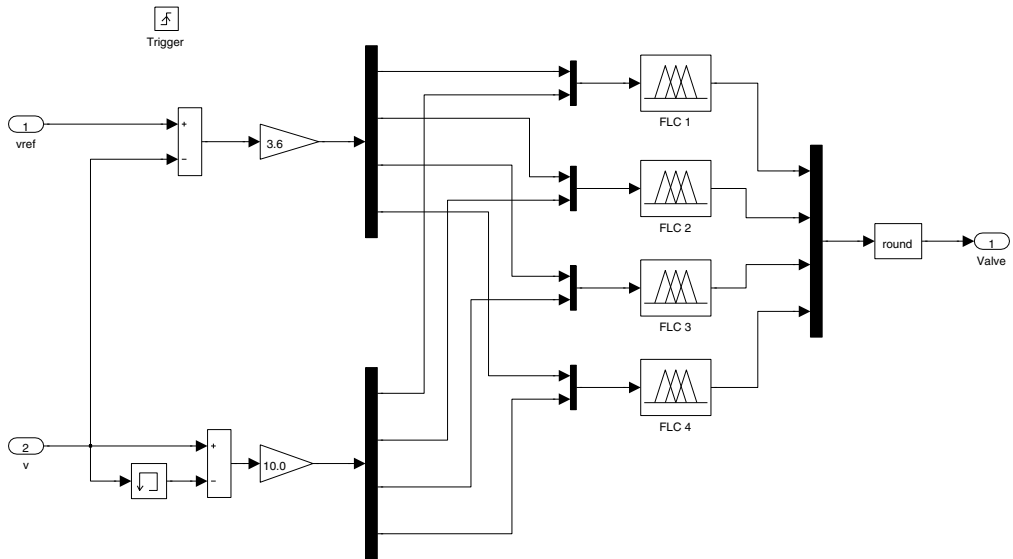 Trigger
1
vref
+
−
3.6
FLC 1
FLC 2
FLC 3
FLC 4
round
1
Valve
2
v
+
−
10.0